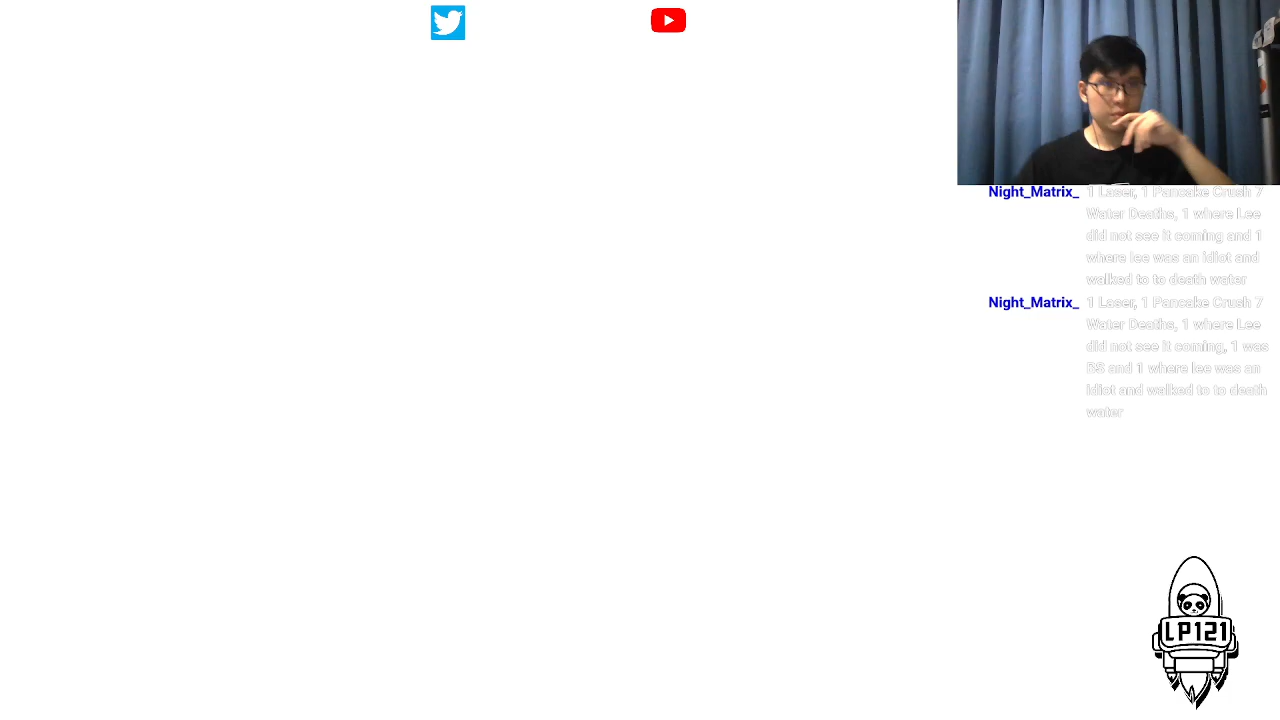 Night_Matrix_ 1 Laser, 1 Pancake Crush 7
Water Deaths, 1 where Lee
did not see it coming and 1
where lee was an idiot and
walked to to death water
Night_Matrix_ 1 Laser, 1 Pancake Crush 7
Water Deaths, 1 where Lee
did not see it coming, 1 was
RS and 1 where lee was an
idiot and walked to to death
water
LP121